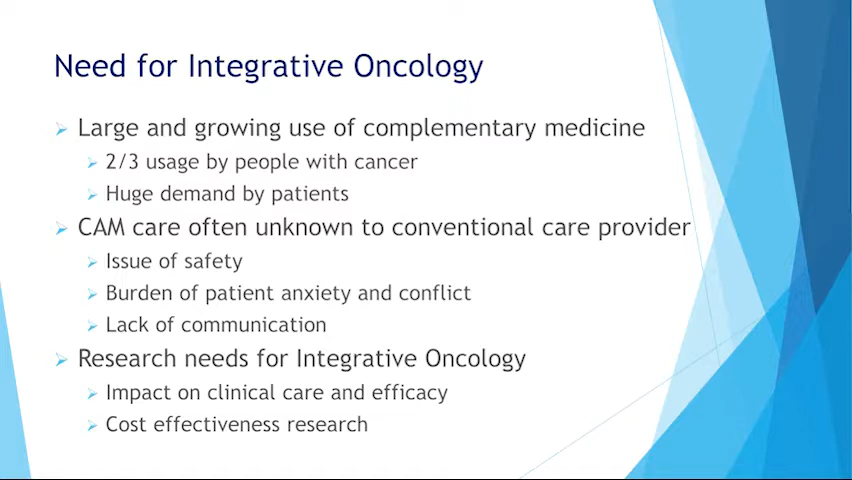 Need for Integrative Oncology
Large and growing use of complementary medicine
2/3 usage by people with cancer
Huge demand by patients
CAM care often unknown to conventional care provider
Issue of safety
Burden of patient anxiety and conflict
Lack of communication
Research needs for Integrative Oncology
Impact on clinical care and efficacy
Cost effectiveness research